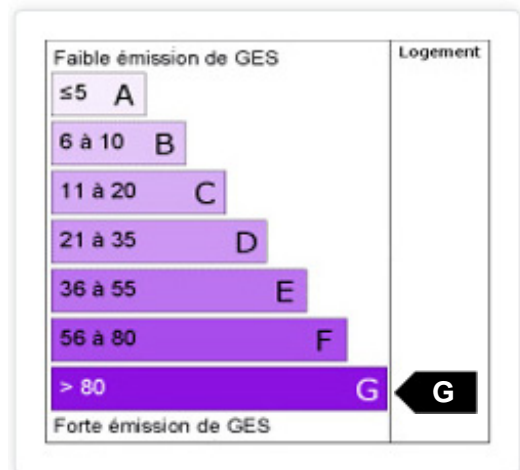 Faible émission de GES
Logement
≤5 A
6 à 10 B
11 à 20 C
21 à 35 D
36 à 55 E
56 à 80 F
> 80 G
G
Forte émission de GES